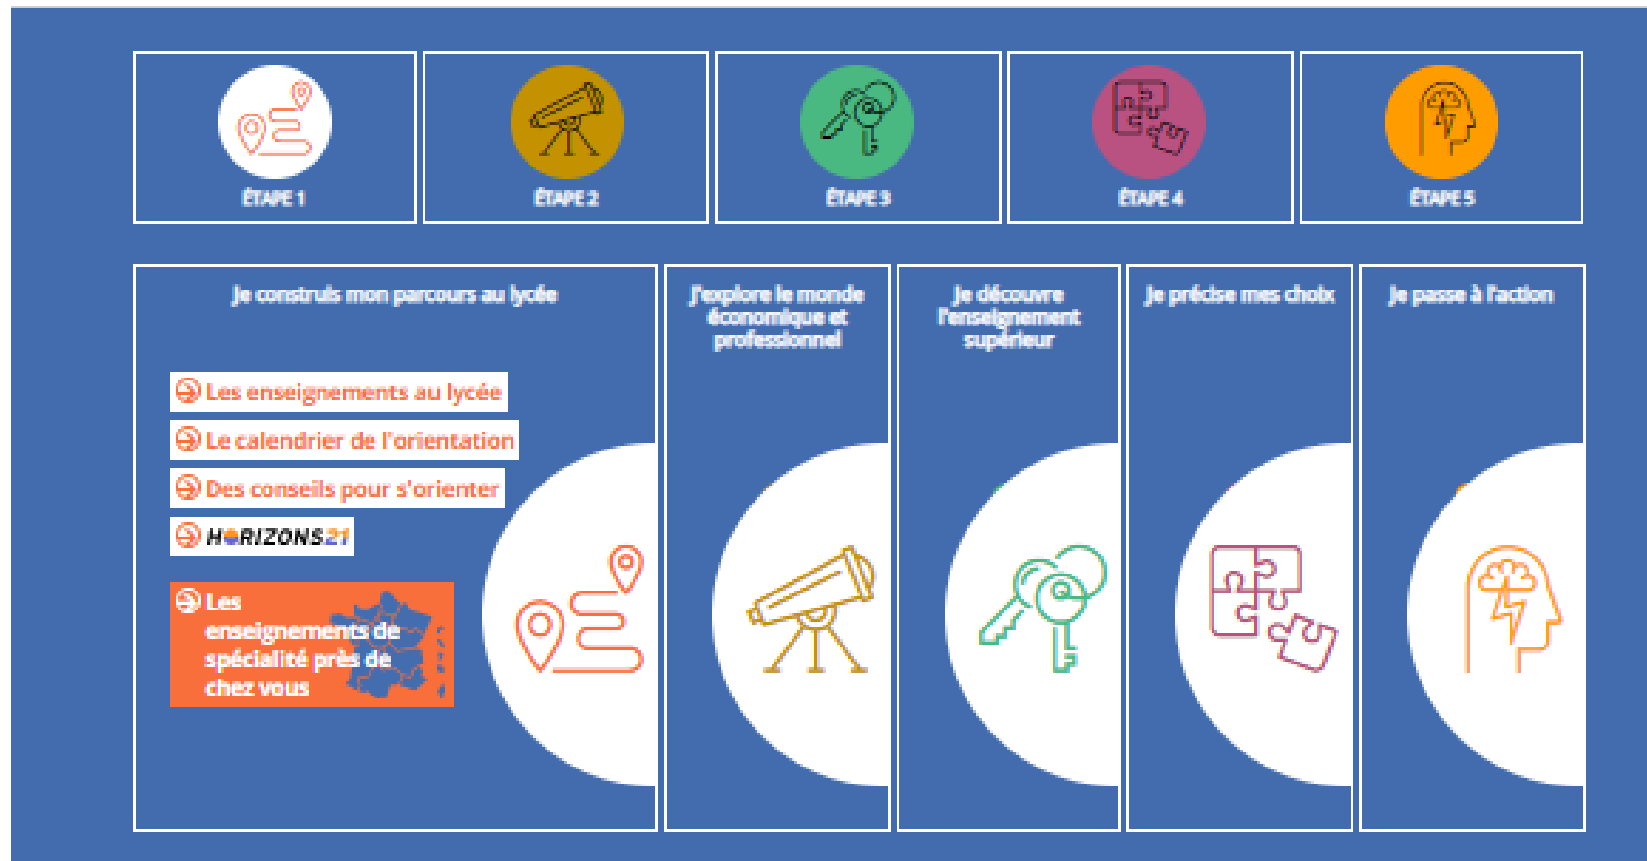 ÉTAPE 1
ÉTAPE 2
ÉTAPE 3
ÉTAPE 4
ÉTAPE 5
Je construis mon parcours au lycée
Les enseignements au lycée
Le calendrier de l'orientation
Des conseils pour s'orienter
HORIZONS21
Les
enseignements de
spécialité près de
chez vous
J'explore le monde
économique et
professionnel
Je découvre
l'enseignement
supérieur
Je précise mes choix
Je passe à l'action